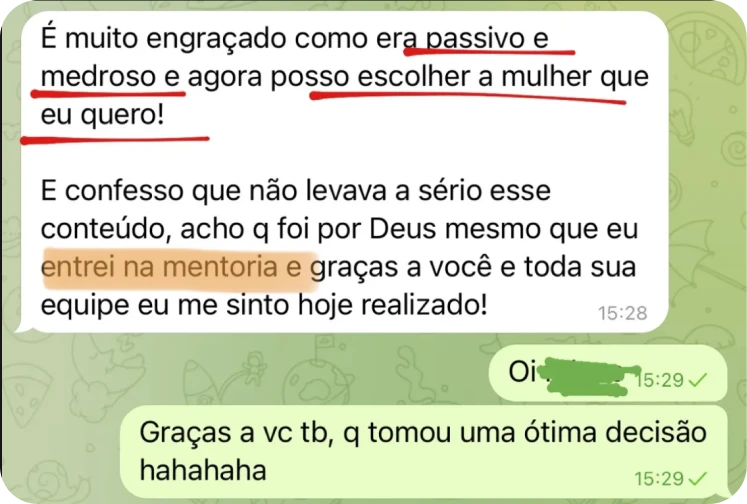 É muito engraçado como era passivo e
medroso e agora posso escolher a mulher que
eu quero!
E confesso que não levava a sério esse
conteúdo, acho q foi por Deus mesmo que eu
entrei na mentoria e graças a você e toda sua
equipe eu me sinto hoje realizado!
15:28
Oi
15:29
Graças a vc tb, q tomou uma ótima decisão
hahahaha
15:29